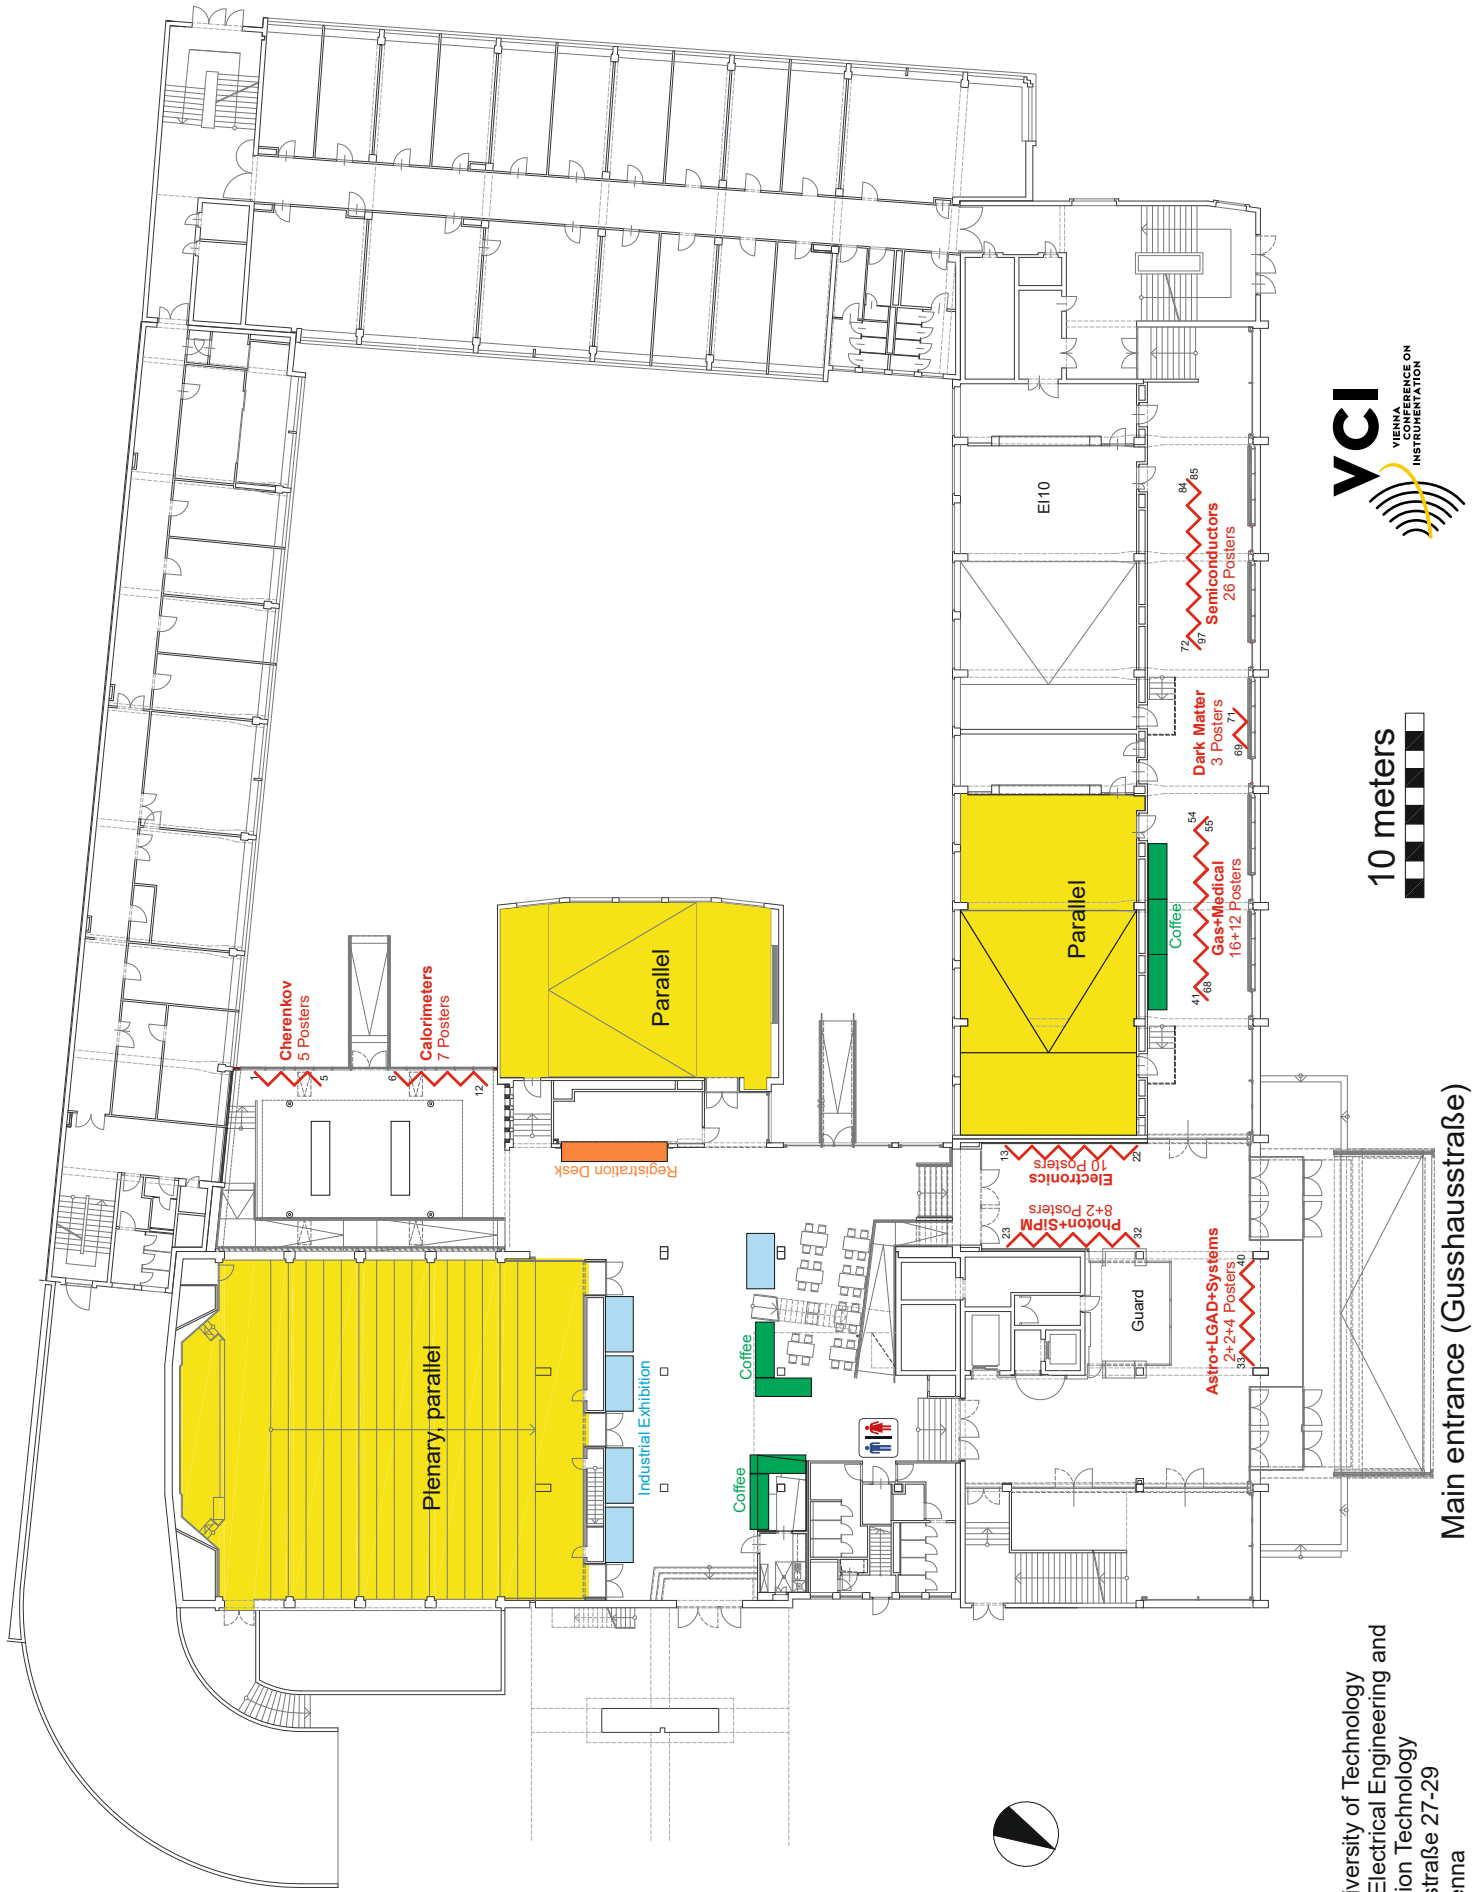 Cherenkov
5 Posters
1
5
Calorimeters
7 Posters
6
12
Parallel
Registration Desk
Plenary, parallel
Industrial Exhibition
Coffee
Coffee
EI 10
Parallel
Coffee
Semiconductors
26 Posters
84
85
72
97
Dark Matter
3 Posters
69
71
Gas+Medical
16+12 Posters
54
55
41
68
Electronics
10 Posters
13
22
Photon+SiPM
8+2 Posters
23
32
Astro+LGAD+Systems
2+2+4 Posters
33
40
Guard
VCI
VIENNA
CONFERENCE ON
INSTRUMENTATION
10 meters
Main entrance (Gusshausstraße)
versity of Technology
Electrical Engineering and
ion Technology
straße 27-29
enna